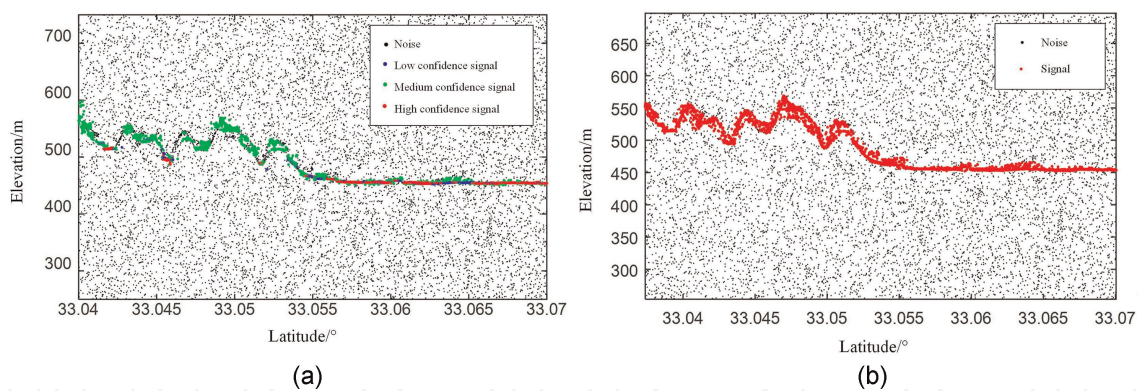 700
600
500
400
300
Elevation/m
Noise
Low confidence signal
Medium confidence signal
High confidence signal
33.04 33.045 33.05 33.055 33.06 33.065 33.07
Latitude/°
(a)
650
600
550
500
450
400
350
300
Elevation/m
Noise
Signal
33.04 33.045 33.05 33.055 33.06 33.065 33.07
Latitude/°
(b)